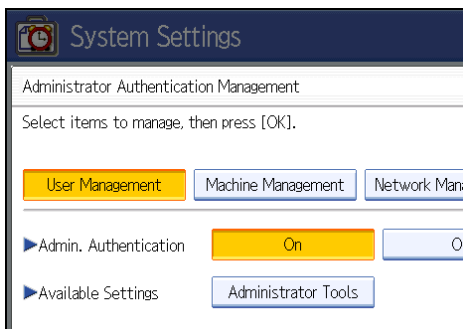 System Settings
Administrator Authentication Management
Select items to manage, then press [OK].
User Management Machine Management Network
Admin. Authentication On
Available Settings Administrator Tools